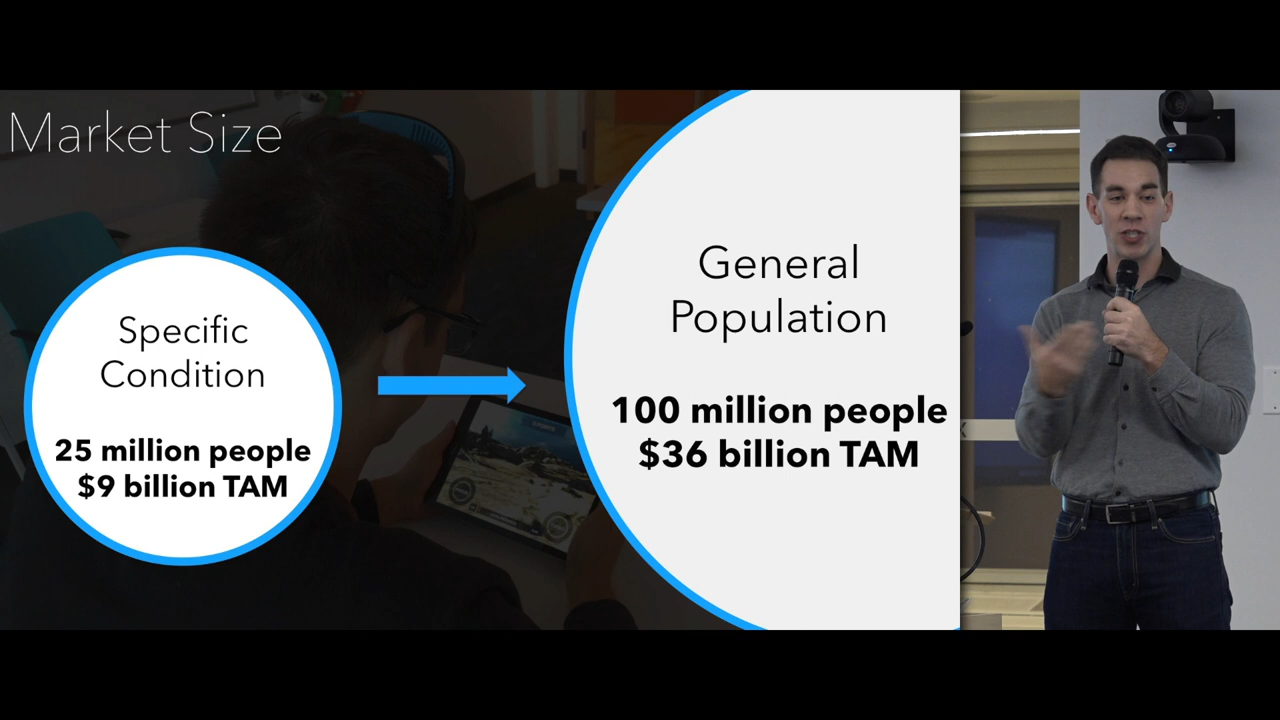 Market Size
Specific
Condition
25 million people
$9 billion TAM
General
Population
100 million people
$36 billion TAM